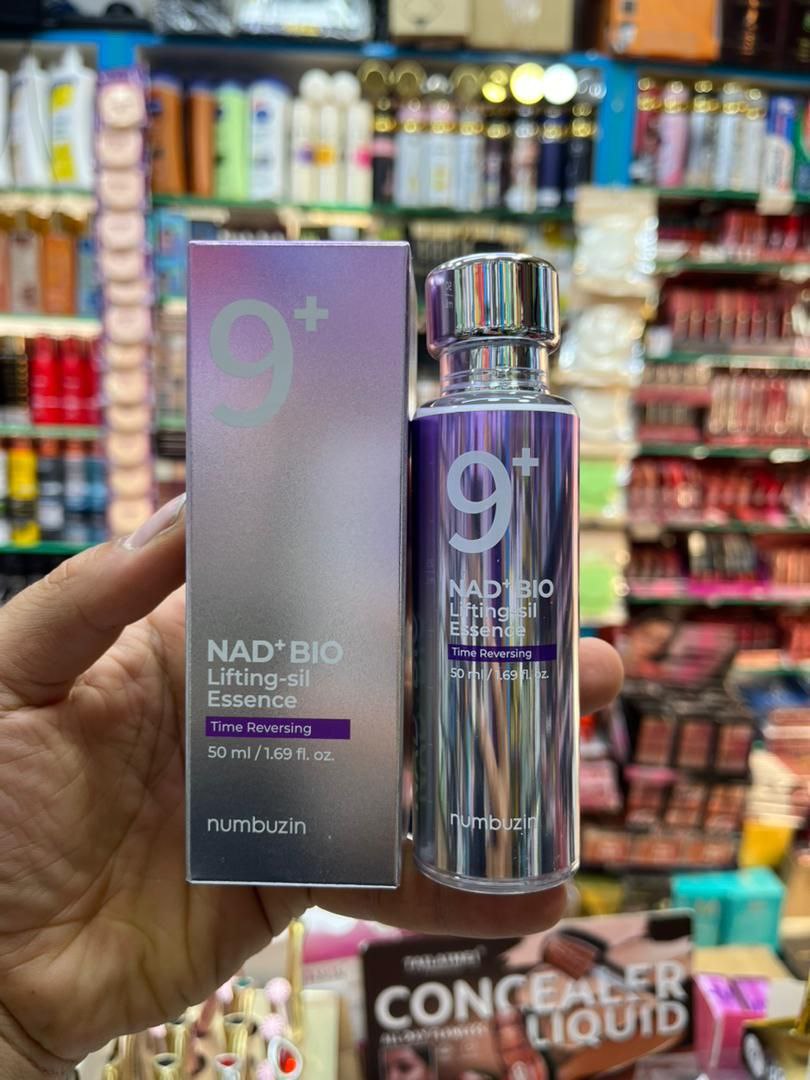 9+
NAD+ BIO
Lifting-sil
Essence
Time Reversing
50 ml / 1.69 fl. oz.
numbuzin
9+
NAD+ BIO
Lifting-sil
Essence
Time Reversing
50 ml / 1.69 fl. oz.
numbuzin
CONCEALER
LIQUID